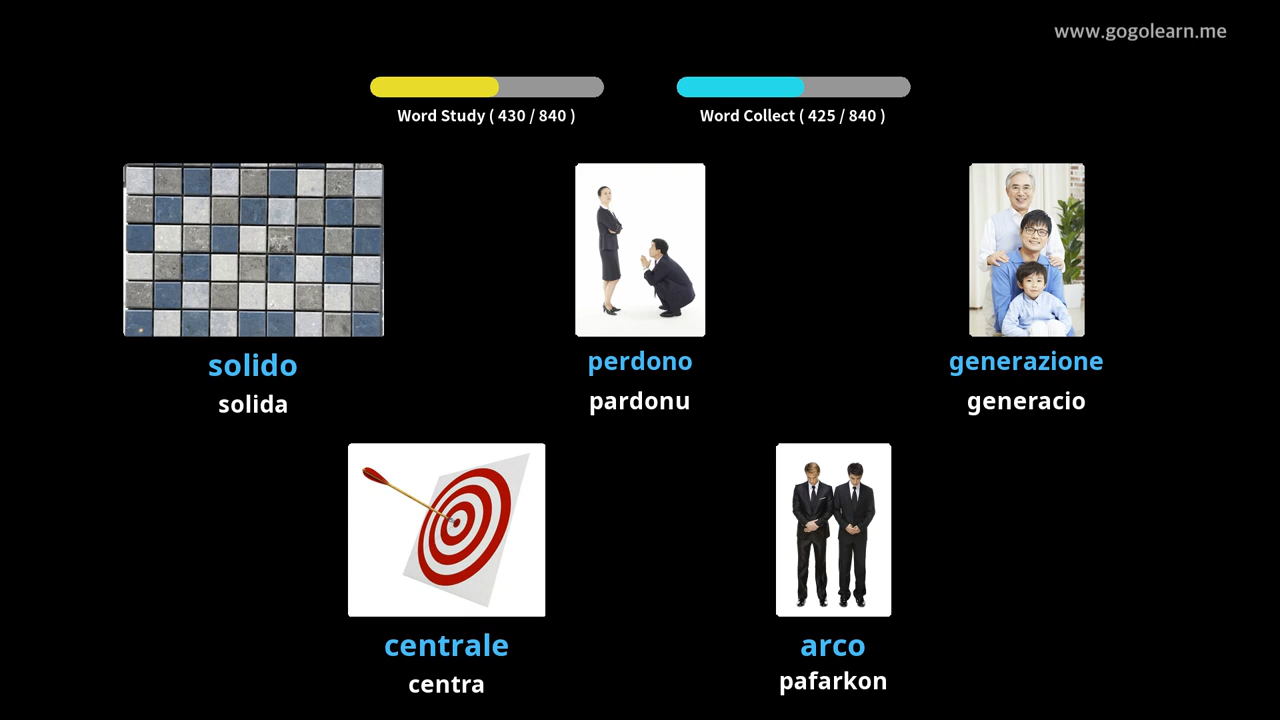 www.gogolearn.me
Word Study ( 430 / 840 )
Word Collect ( 425 / 840 )
solido
solida
perdono
pardonu
generazione
generacio
centrale
centra
arco
pafarkon